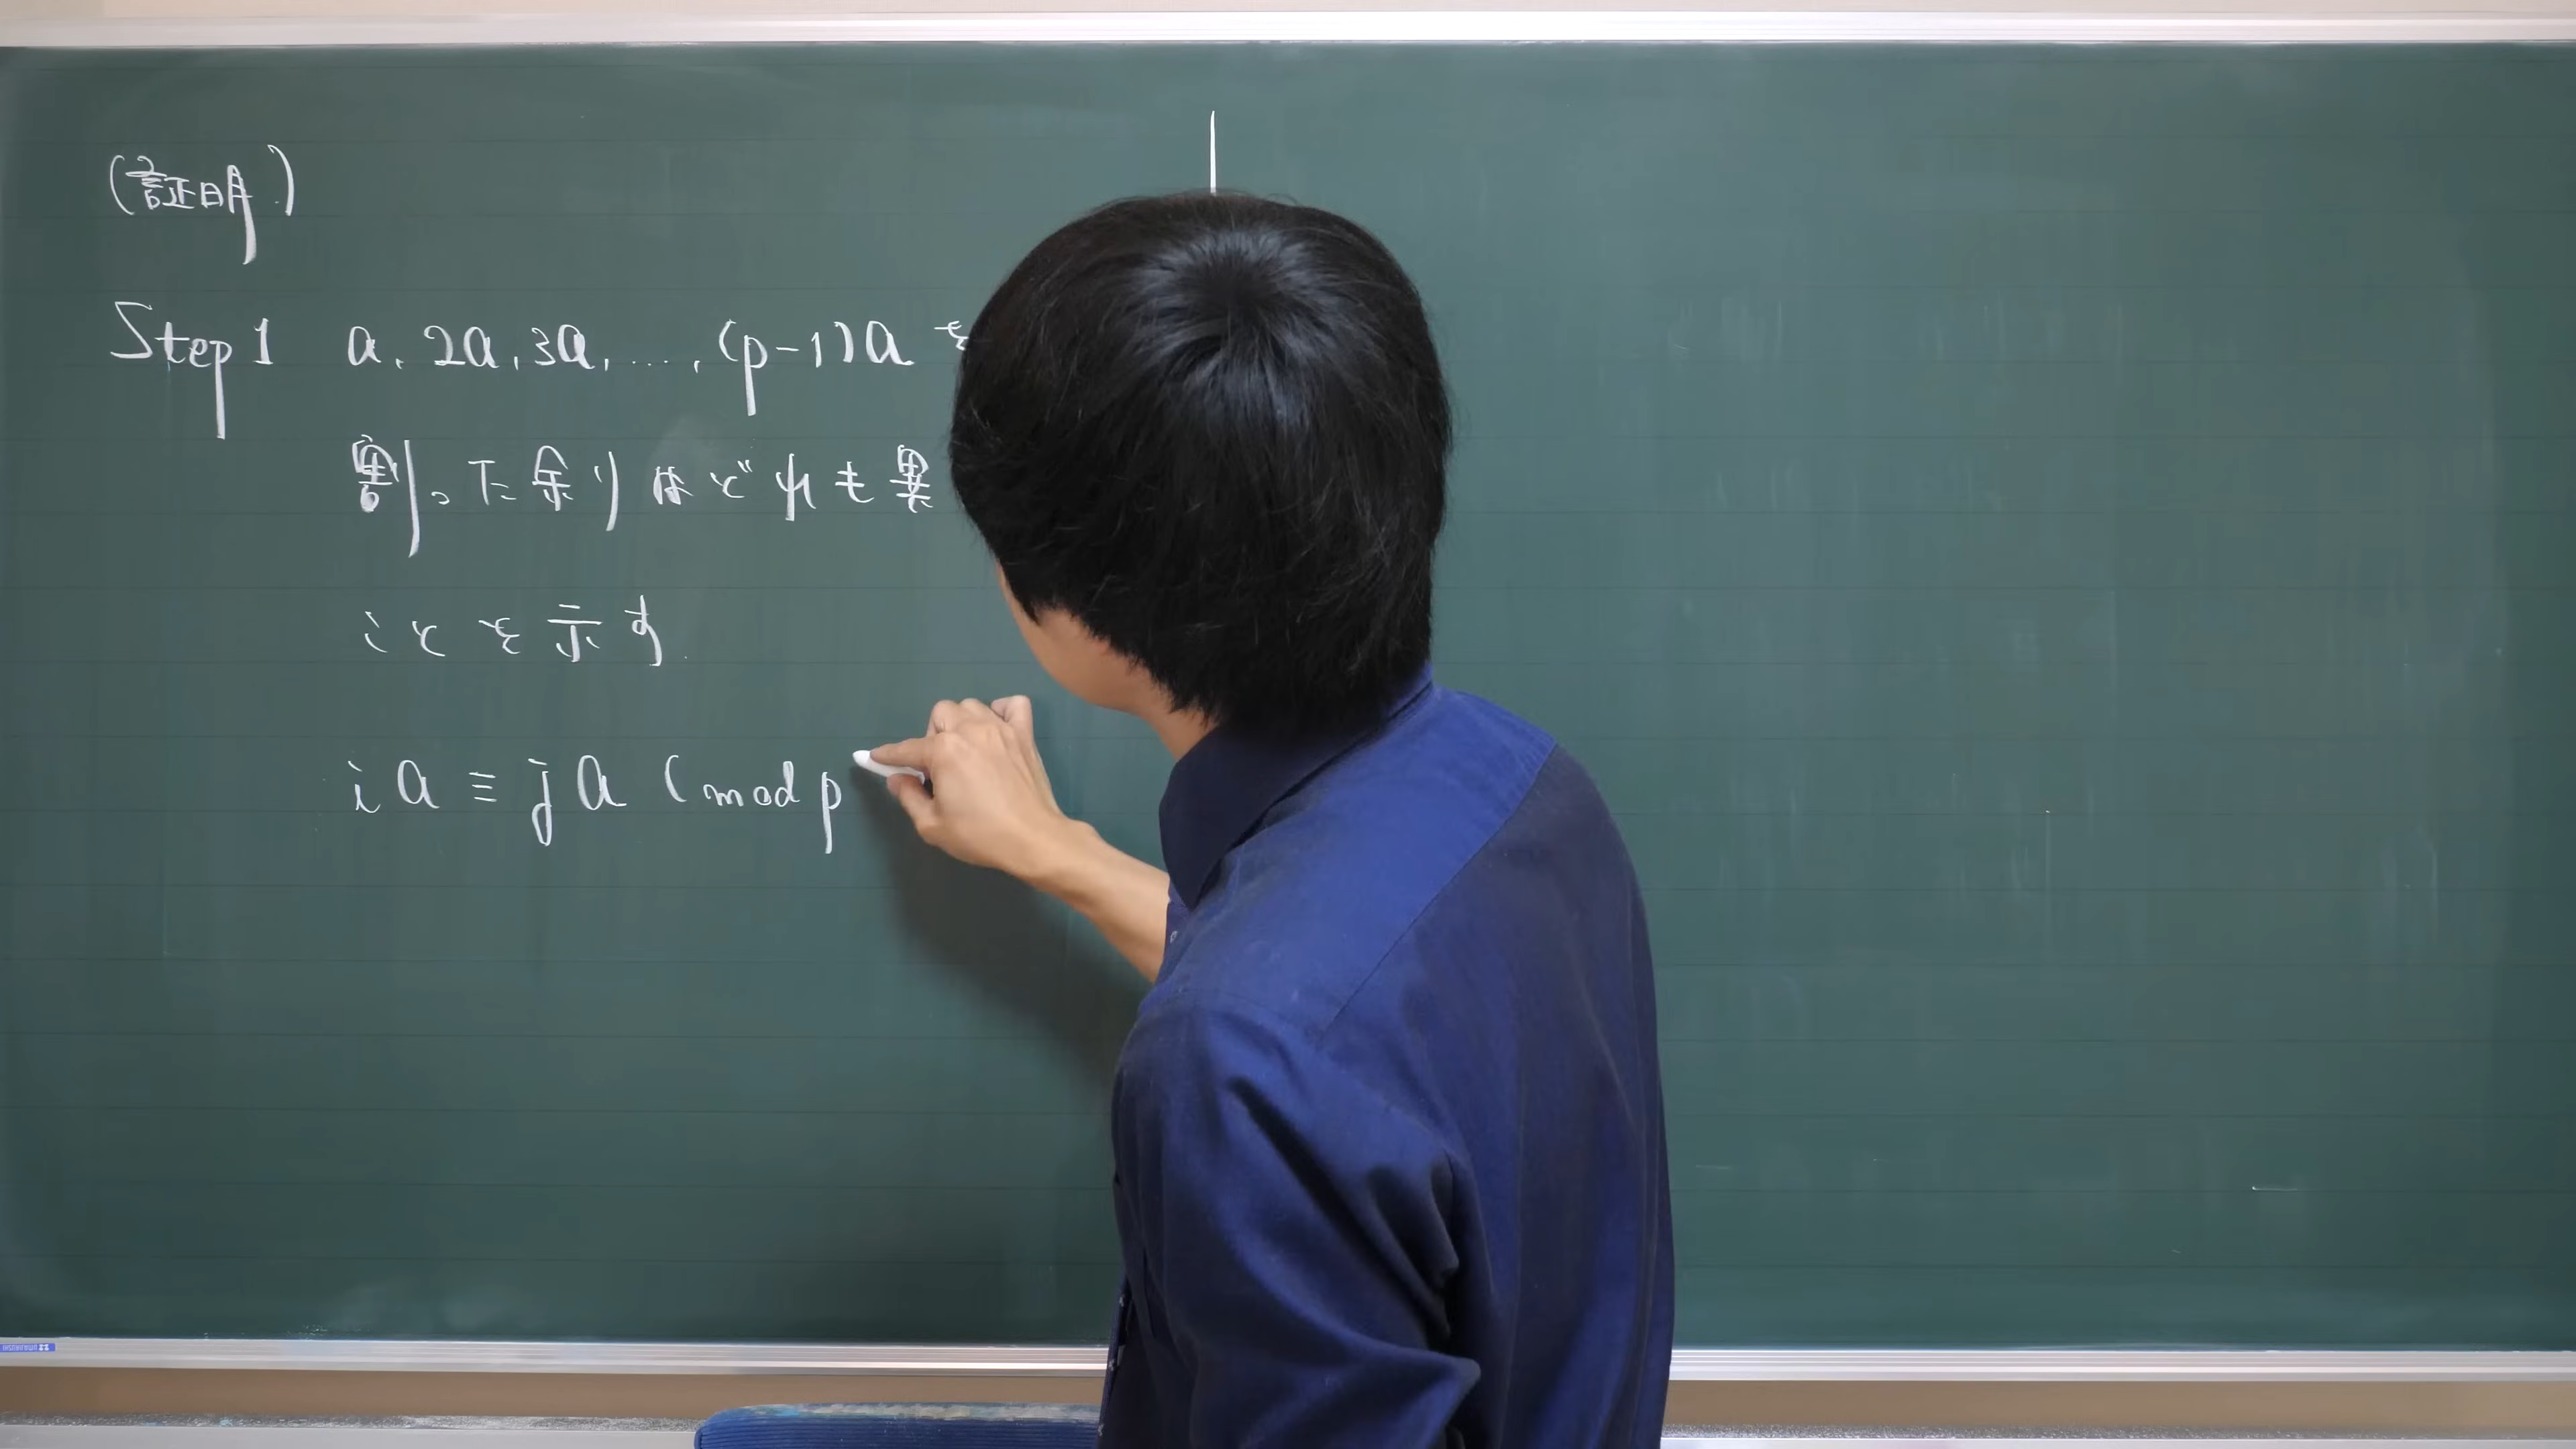 (証明)
Step 1 a, 2a, 3a, ..., (p-1)a を
割った余りはどれも異
ことを示す.
ia ≡ ja (mod p